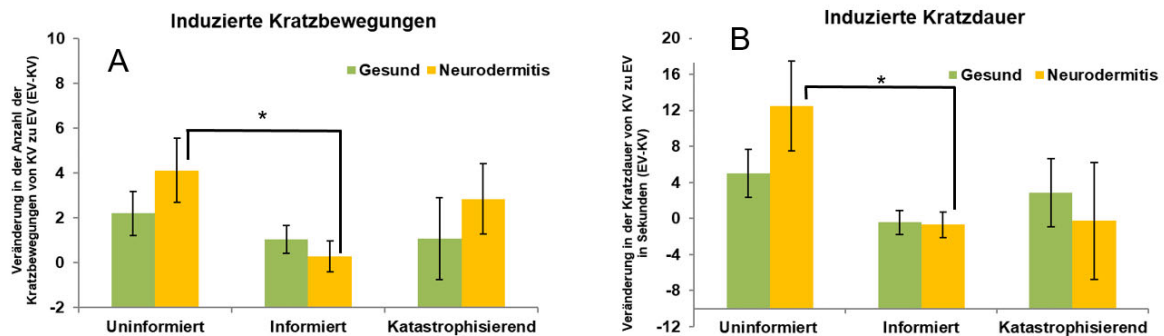 Induzierte Kratzbewegungen
A
Gesund Neurodermitis
Veränderung in der Anzahl der
Kratzbewegungen von KV zu EV (EV-KV)
10
8
6
4
2
0
-2
*
Uninformiert Informiert Katastrophisierend
Induzierte Kratzdauer
B
Gesund Neurodermitis
Veränderung in der Kratzdauer von KV zu EV
in Sekunden (EV-KV)
20
16
12
8
4
0
-4
-8
-12
*
Uninformiert Informiert Katastrophisierend